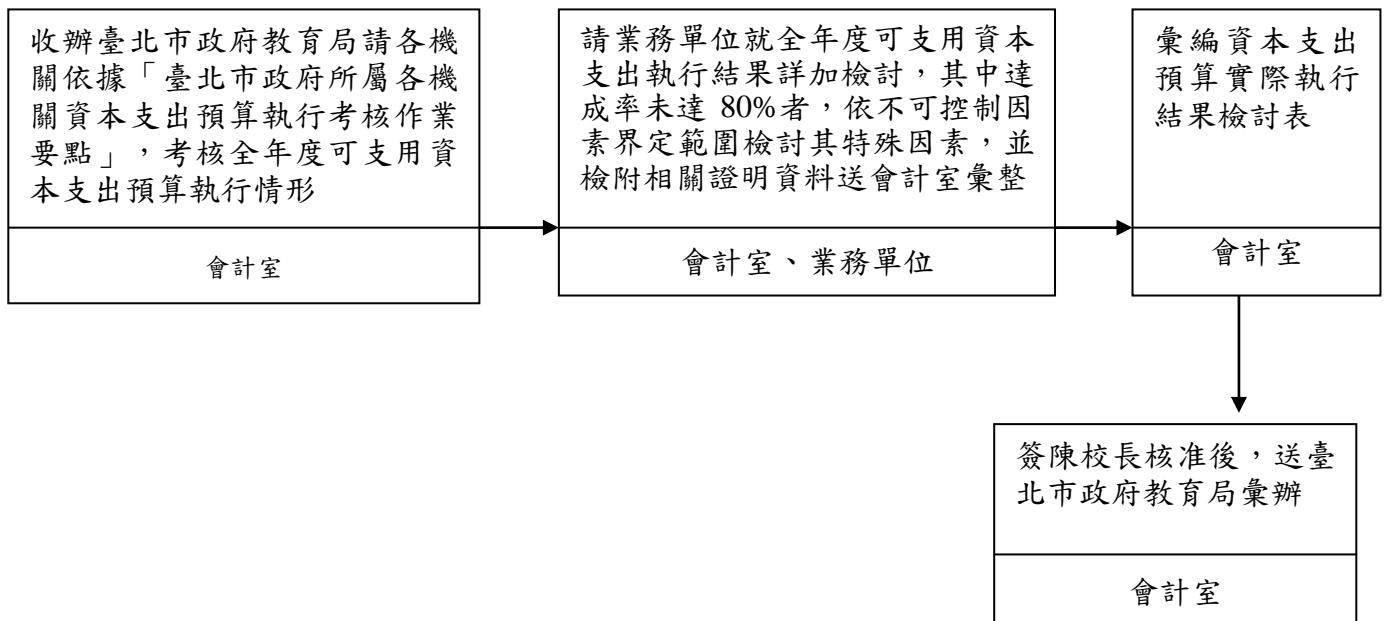 收辦臺北市政府教育局請各機
關依據「臺北市政府所屬各機
關資本支出預算執行考核作業
要點」，考核全年度可支用資
本支出預算執行情形
會計室
請業務單位就全年度可支用資本
支出執行結果詳加檢討，其中達
成率未達 80%者，依不可控制因
素界定範圍檢討其特殊因素，並
檢附相關證明資料送會計室彙整
會計室、業務單位
彙編資本支出
預算實際執行
結果檢討表
會計室
簽陳校長核准後，送臺
北市政府教育局彙辦
會計室